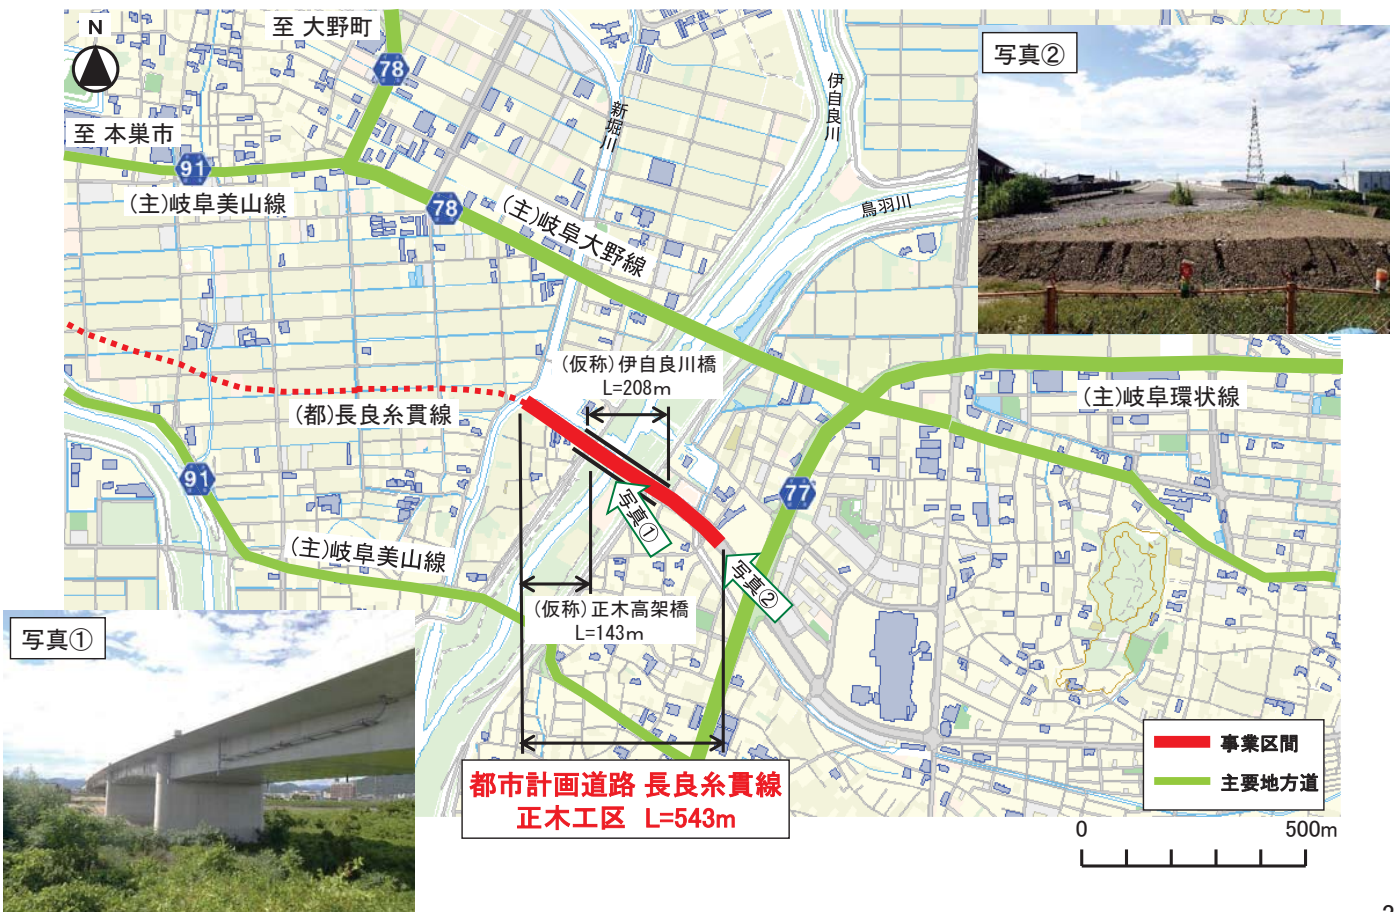 N
至 大野町
78
至 本巣市
91
(主)岐阜美山線
78
(主)岐阜大野線
新堀川
伊自良川
鳥羽川
写真②
(仮称)伊自良川橋
L=208m
(都)長良糸貫線
(主)岐阜環状線
91
77
写真①
(主)岐阜美山線
写真②
(仮称)正木高架橋
L=143m
写真①
事業区間
主要地方道
都市計画道路 長良糸貫線
正木工区 L=543m
0 500m